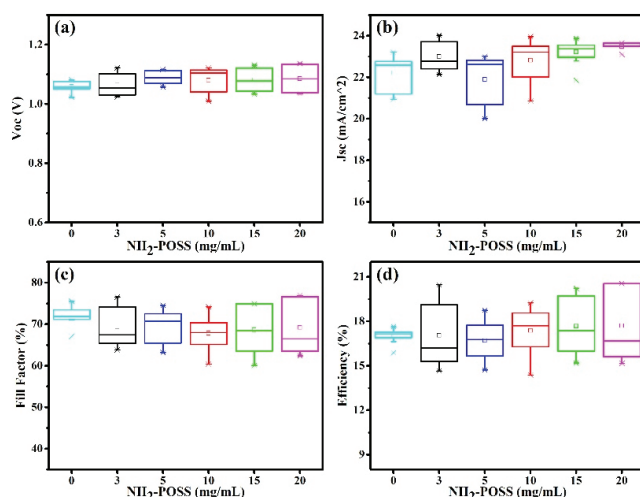 (a)
Voc (V)
1.2
1.0
0.8
0.6
0 3 5 10 15 20
NH₂-POSS (mg/mL)
(b)
Jsc (mA/cm^2)
24
22
20
18
16
14
0 3 5 10 15 20
NH₂-POSS (mg/mL)
(c)
Fill Factor (%)
80
70
60
50
40
0 3 5 10 15 20
NH₂-POSS (mg/mL)
(d)
Efficiency (%)
21
18
15
12
9
6
0 3 5 10 15 20
NH₂-POSS (mg/mL)